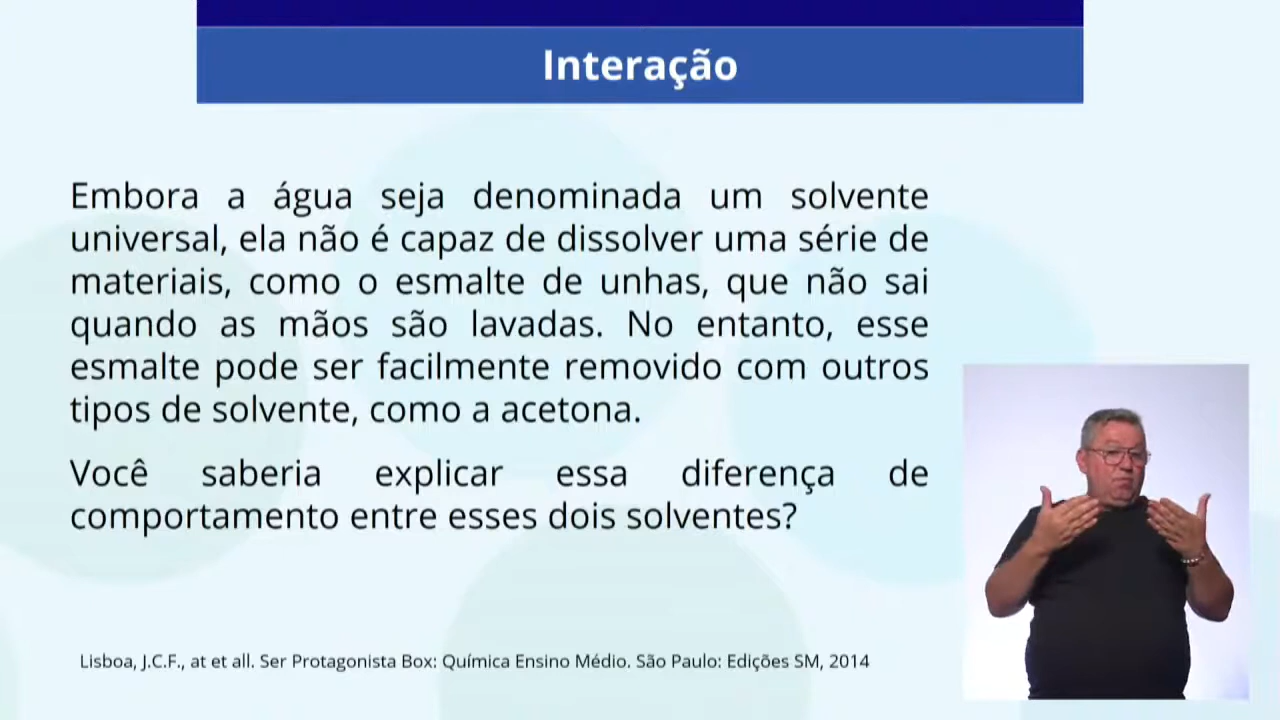 Interação
Embora a água seja denominada um solvente
universal, ela não é capaz de dissolver uma série de
materiais, como o esmalte de unhas, que não sai
quando as mãos são lavadas. No entanto, esse
esmalte pode ser facilmente removido com outros
tipos de solvente, como a acetona.
Você saberia explicar essa diferença de
comportamento entre esses dois solventes?
Lisboa, J.C.F., at et all. Ser Protagonista Box: Química Ensino Médio. São Paulo: Edições SM, 2014